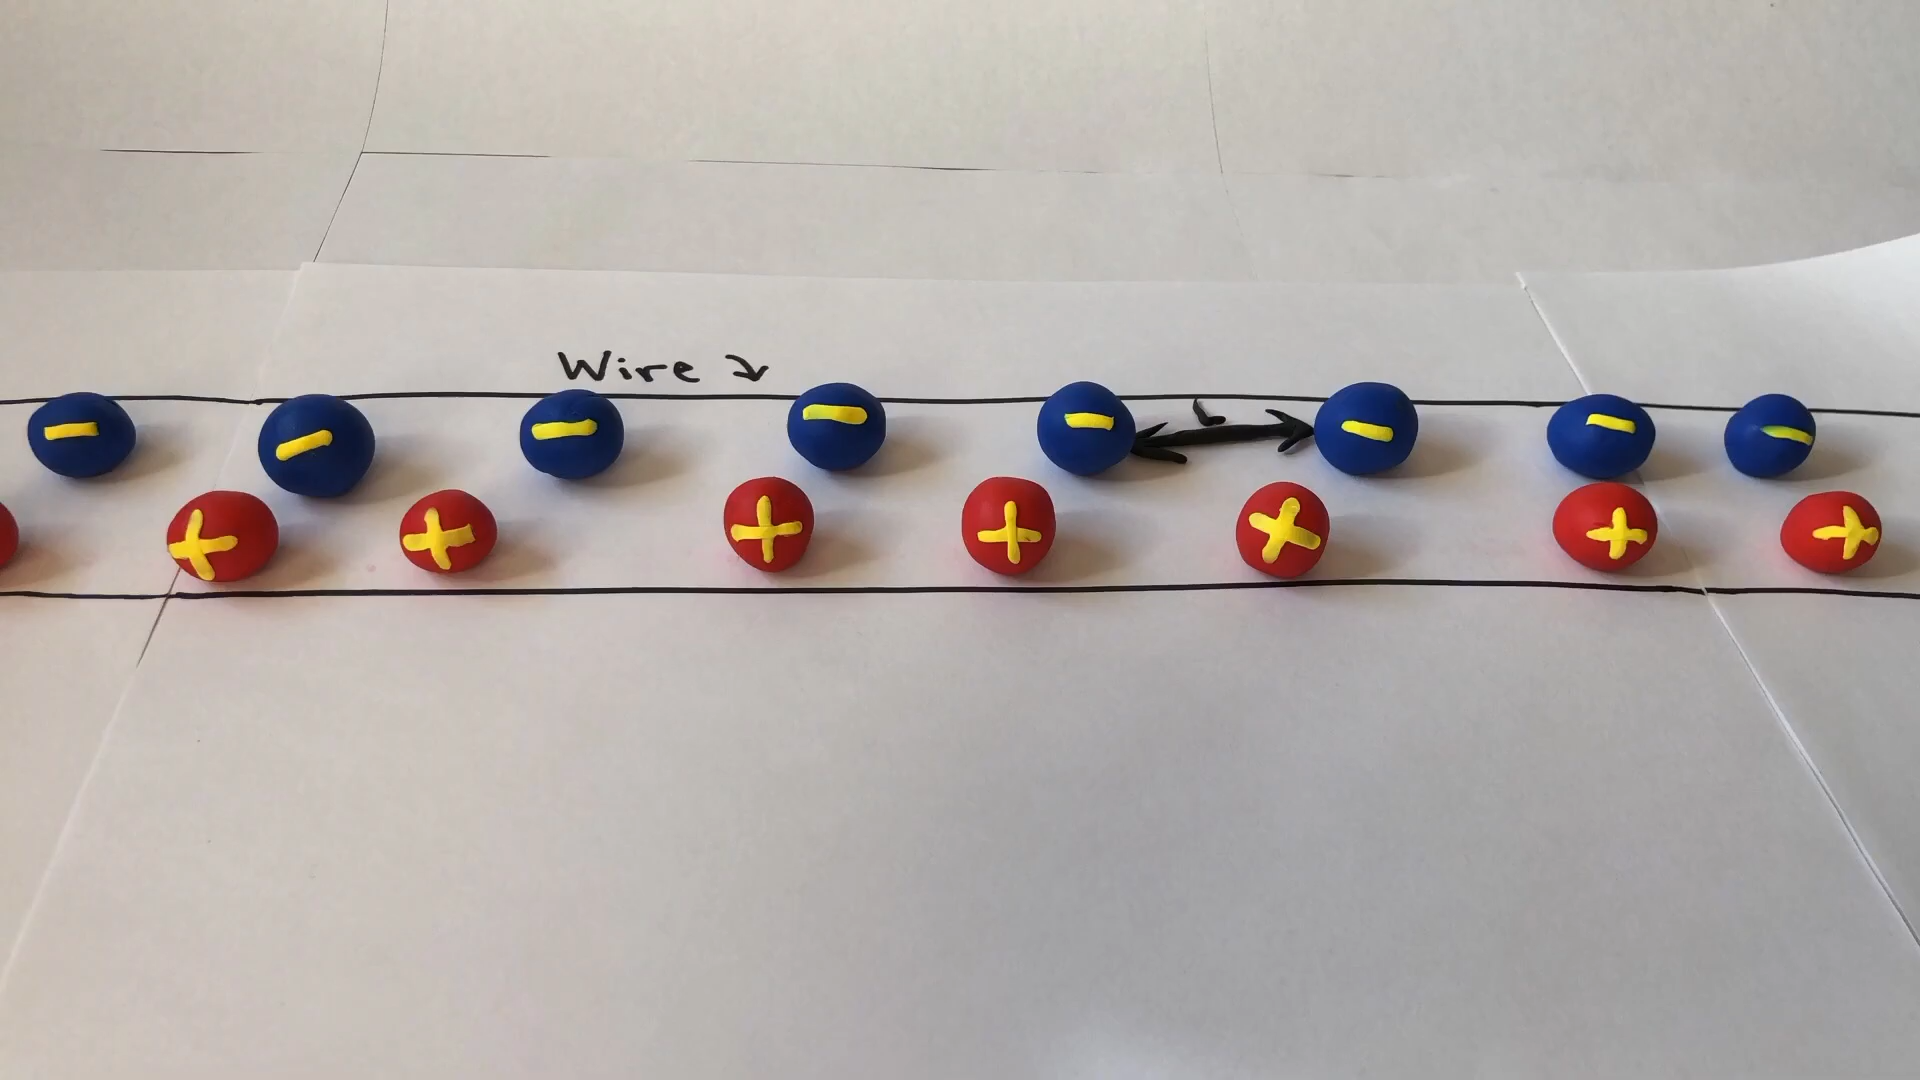 Wire ↘
− − − − − L − − −
+ + + + + + +